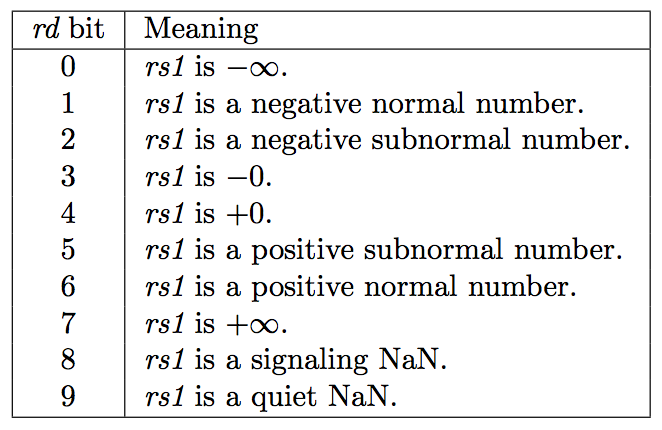 rd bit Meaning
0 rs1 is −∞.
1 rs1 is a negative normal number.
2 rs1 is a negative subnormal number.
3 rs1 is −0.
4 rs1 is +0.
5 rs1 is a positive subnormal number.
6 rs1 is a positive normal number.
7 rs1 is +∞.
8 rs1 is a signaling NaN.
9 rs1 is a quiet NaN.